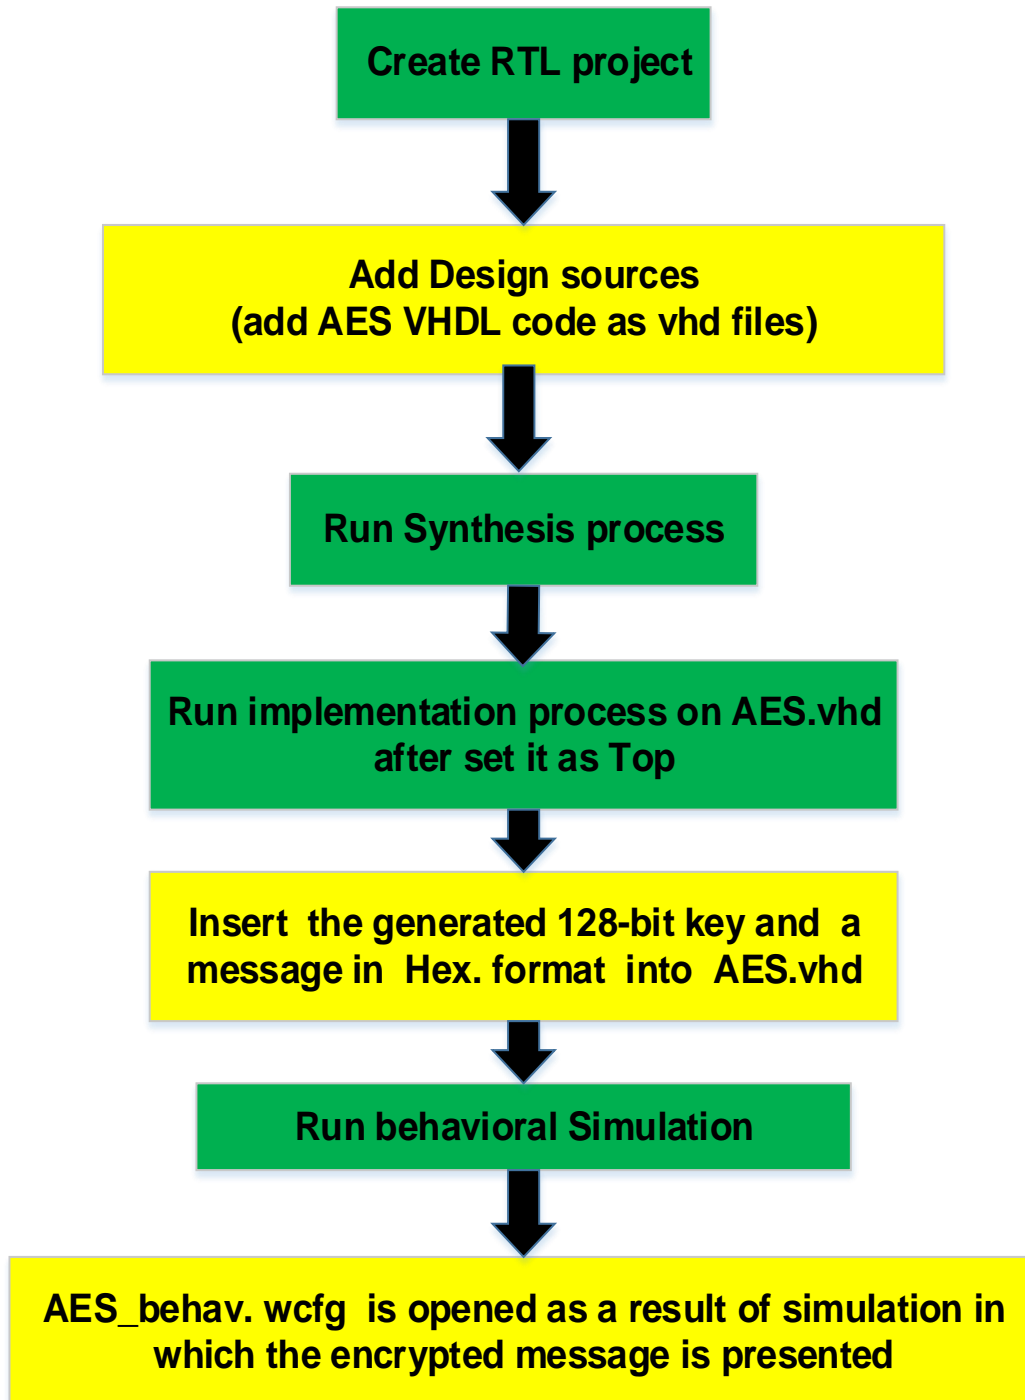 Create RTL project
Add Design sources
(add AES VHDL code as vhd files)
Run Synthesis process
Run implementation process on AES.vhd
after set it as Top
Insert the generated 128-bit key and a
message in Hex. format into AES.vhd
Run behavioral Simulation
AES_behav. wcfg is opened as a result of simulation in
which the encrypted message is presented